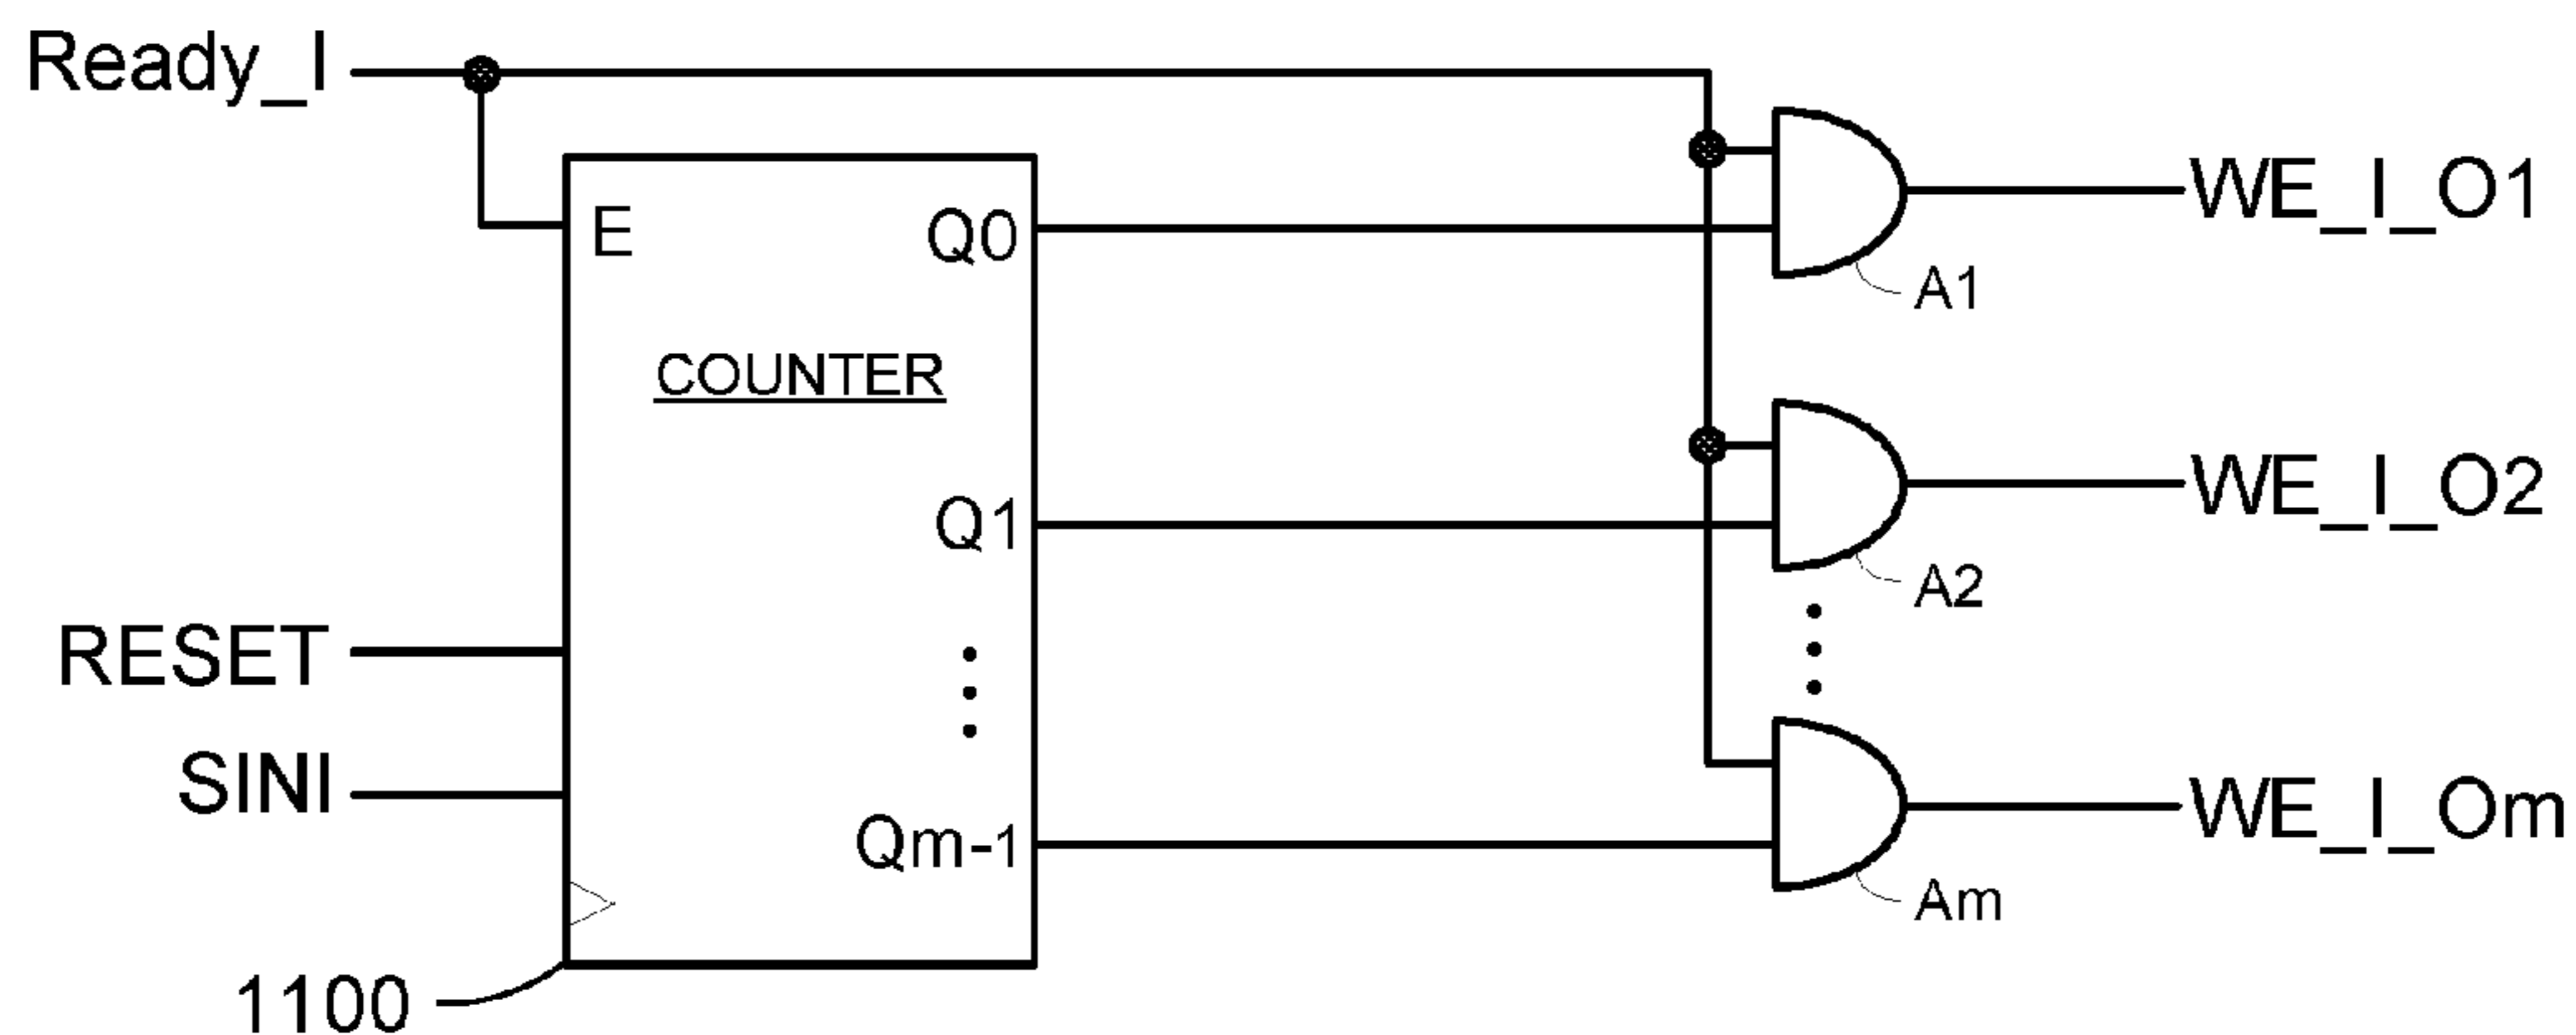 Ready_I
E
Q0
COUNTER
Q1
RESET
SINI
Qm-1
1100
WE_I_O1
A1
WE_I_O2
A2
WE_I_Om
Am